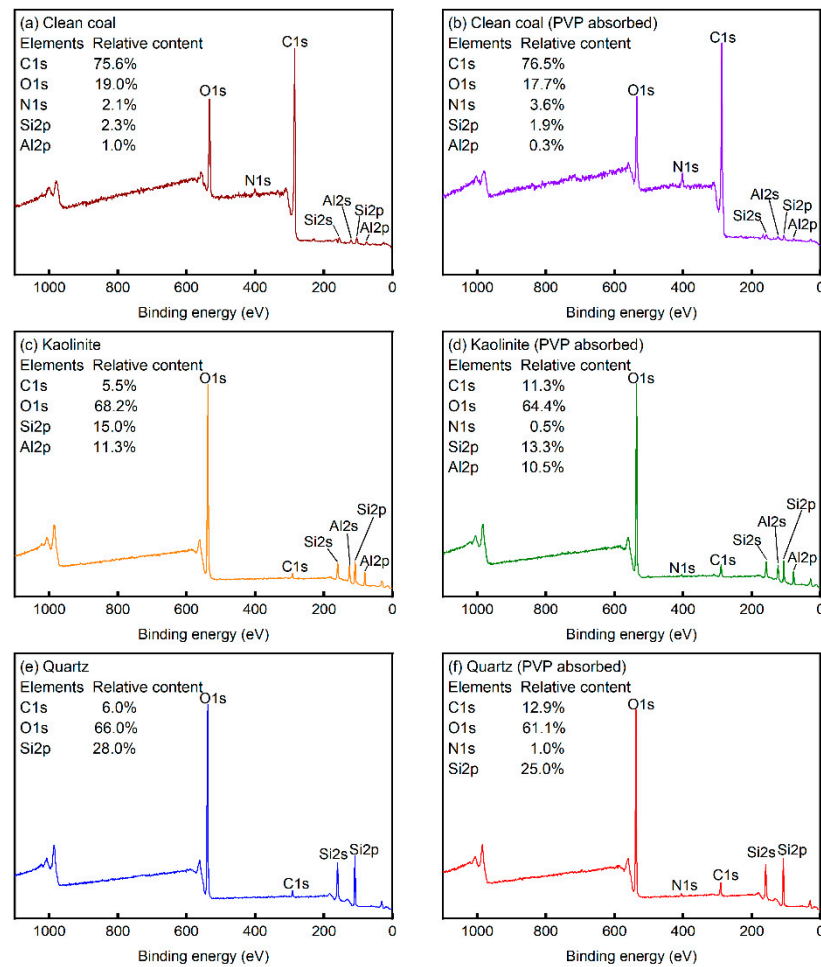 (a) Clean coal
Elements Relative content
C1s 75.6%
O1s 19.0%
N1s 2.1%
Si2p 2.3%
Al2p 1.0%
C1s
O1s
N1s
Al2s
Si2s
Si2p
Al2p
1000 800 600 400 200 0
Binding energy (eV)
(b) Clean coal (PVP absorbed)
Elements Relative content
C1s 76.5%
O1s 17.7%
N1s 3.6%
Si2p 1.9%
Al2p 0.3%
C1s
O1s
N1s
Al2s
Si2s
Si2p
Al2p
1000 800 600 400 200 0
Binding energy (eV)
(c) Kaolinite
Elements Relative content
C1s 5.5%
O1s 68.2%
Si2p 15.0%
Al2p 11.3%
O1s
Si2p
Al2s
Si2s
Al2p
C1s
1000 800 600 400 200 0
Binding energy (eV)
(d) Kaolinite (PVP absorbed)
Elements Relative content
C1s 11.3%
O1s 64.4%
N1s 0.5%
Si2p 13.3%
Al2p 10.5%
O1s
Si2p
Al2s
Si2s
Al2p
N1s
C1s
1000 800 600 400 200 0
Binding energy (eV)
(e) Quartz
Elements Relative content
C1s 6.0%
O1s 66.0%
Si2p 28.0%
O1s
Si2s
Si2p
C1s
1000 800 600 400 200 0
Binding energy (eV)
(f) Quartz (PVP absorbed)
Elements Relative content
C1s 12.9%
O1s 61.1%
N1s 1.0%
Si2p 25.0%
O1s
Si2s
Si2p
N1s
C1s
1000 800 600 400 200 0
Binding energy (eV)